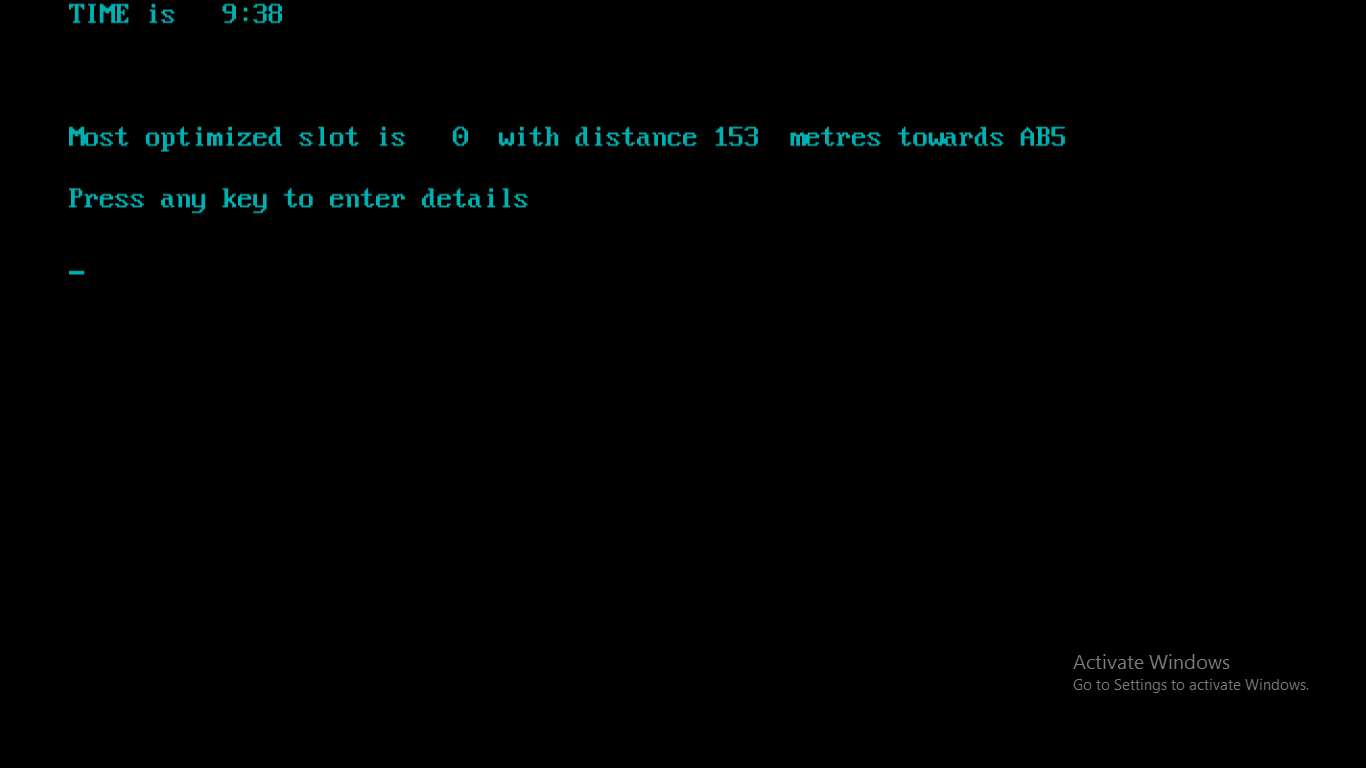 TIME is 9:38
Most optimized slot is 0 with distance 153 metres towards AB5
Press any key to enter details
_
Activate Windows
Go to Settings to activate Windows.